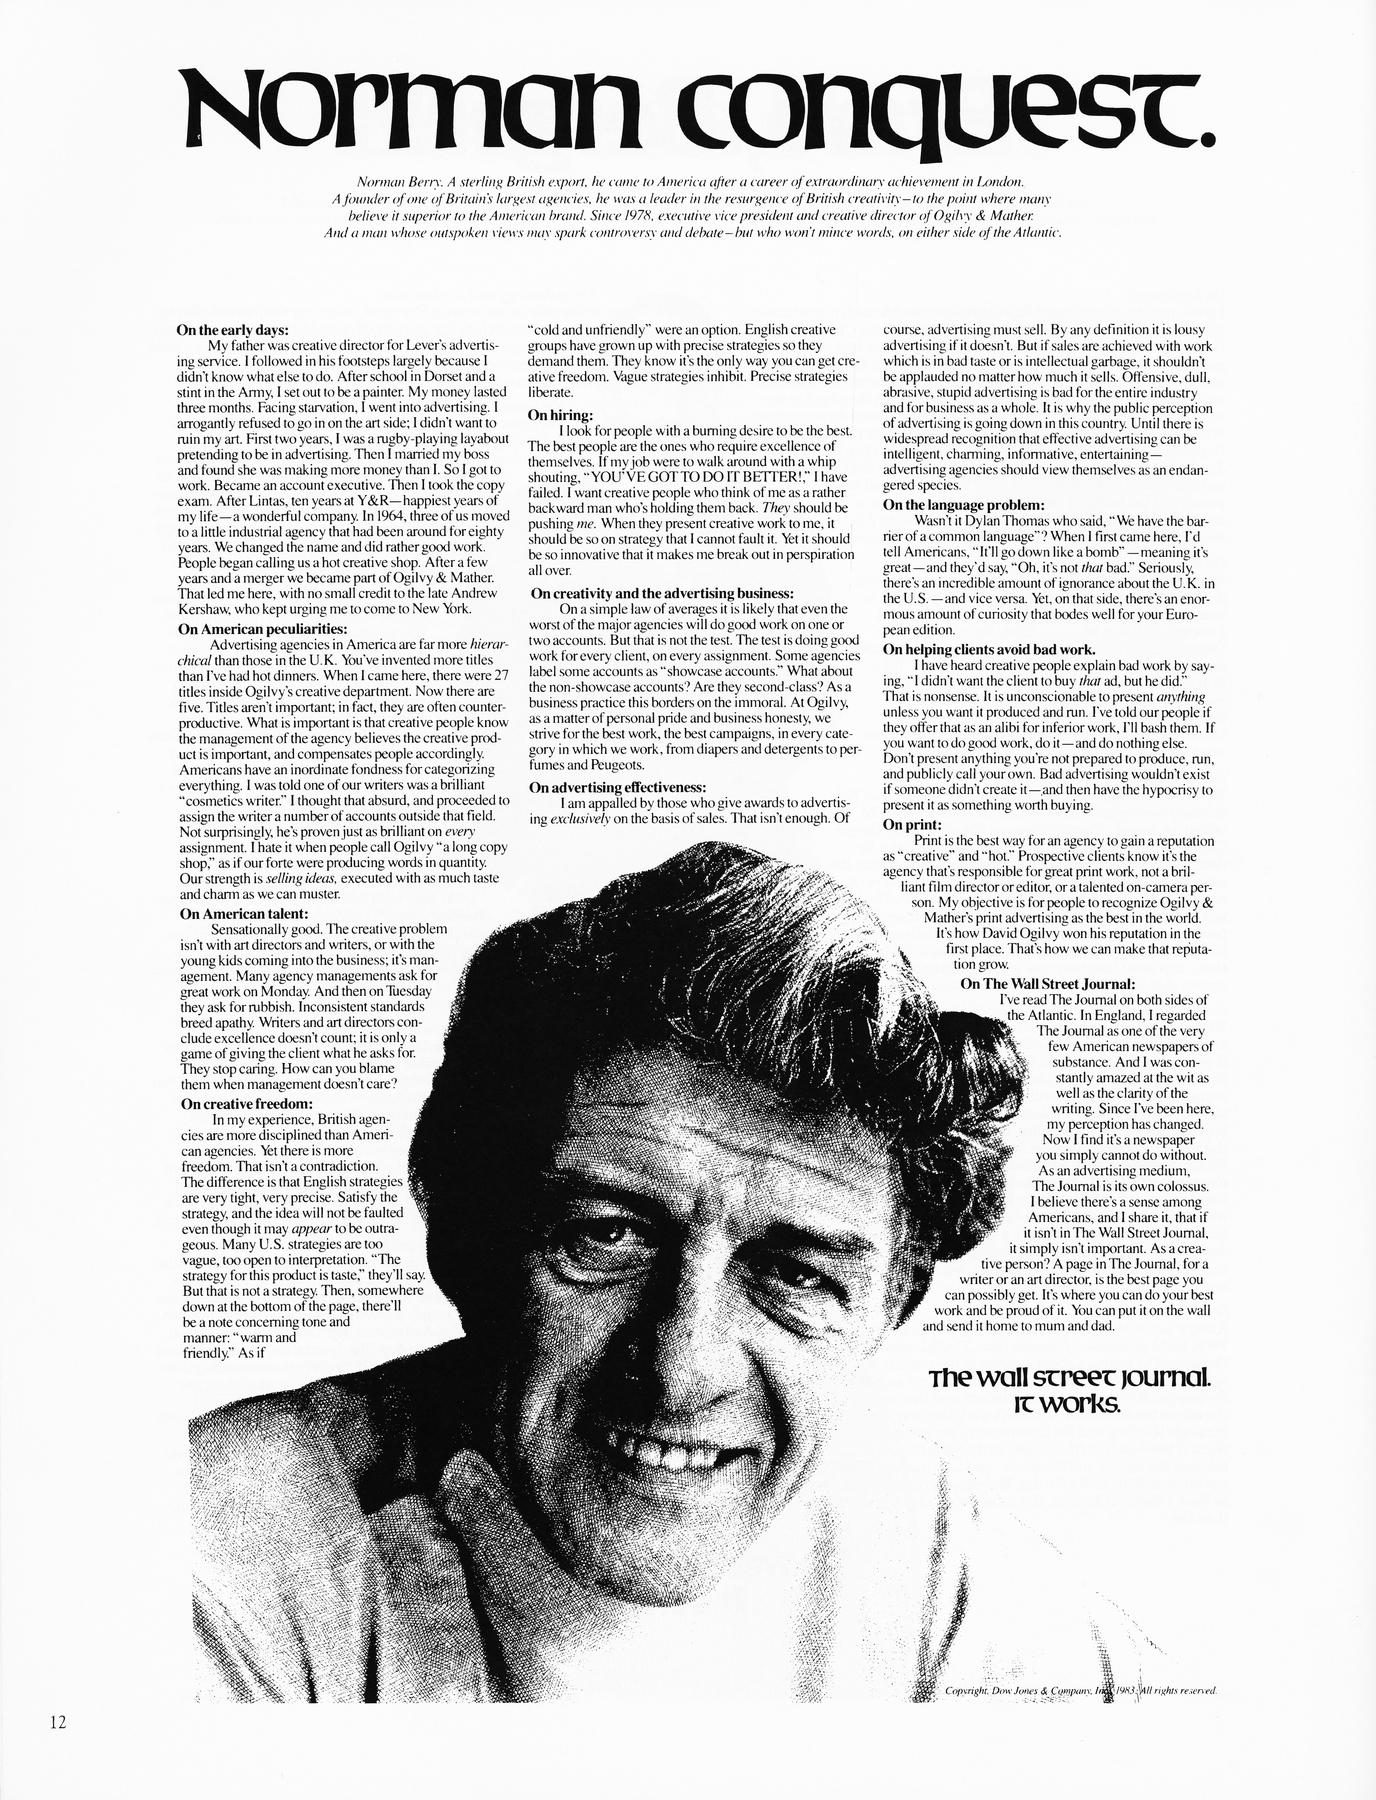 Norman conquest.
Norman Berry. A sterling British export, he came to America after a career of extraordinary achievement in London.
A founder of one of Britain's largest agencies, he was a leader in the resurgence of British creativity—to the point where many
believe it superior to the American brand. Since 1978, executive vice president and creative director of Ogilvy & Mather.
And a man whose outspoken views may spark controversy and debate—but who won't mince words, on either side of the Atlantic.
On the early days:
My father was creative director for Lever's advertis-
ing service. I followed in his footsteps largely because I
didn't know what else to do. After school in Dorset and a
stint in the Army, I set out to be a painter. My money lasted
three months. Facing starvation, I went into advertising. I
arrogantly refused to go in on the art side; I didn't want to
ruin my art. First two years, I was a rugby-playing layabout
pretending to be in advertising. Then I married my boss
and found she was making more money than I. So I got to
work. Became an account executive. Then I took the copy
exam. After Lintas, ten years at Y&R—happiest years of
my life—a wonderful company. In 1964, three of us moved
to a little industrial agency that had been around for eighty
years. We changed the name and did rather good work.
People began calling us a hot creative shop. After a few
years and a merger we became part of Ogilvy & Mather.
That led me here, with no small credit to the late Andrew
Kershaw, who kept urging me to come to New York.
On American peculiarities:
Advertising agencies in America are far more hierar-
chical than those in the U.K. You've invented more titles
than I've had hot dinners. When I came here, there were 27
titles inside Ogilvy's creative department. Now there are
five. Titles aren't important; in fact, they are often counter-
productive. What is important is that creative people know
the management of the agency believes the creative prod-
uct is important, and compensates people accordingly.
Americans have an inordinate fondness for categorizing
everything. I was told one of our writers was a brilliant
"cosmetics writer." I thought that absurd, and proceeded to
assign the writer a number of accounts outside that field.
Not surprisingly, he's proven just as brilliant on every
assignment. I hate it when people call Ogilvy "a long copy
shop," as if our forte were producing words in quantity.
Our strength is selling ideas, executed with as much taste
and charm as we can muster.
On American talent:
Sensationally good. The creative problem
isn't with art directors and writers, or with the
young kids coming into the business; it's man-
agement. Many agency managements ask for
great work on Monday. And then on Tuesday
they ask for rubbish. Inconsistent standards
breed apathy. Writers and art directors con-
clude excellence doesn't count; it is only a
game of giving the client what he asks for.
They stop caring. How can you blame
them when management doesn't care?
On creative freedom:
In my experience, British agen-
cies are more disciplined than Ameri-
can agencies. Yet there is more
freedom. That isn't a contradiction.
The difference is that English strategies
are very tight, very precise. Satisfy the
strategy, and the idea will not be faulted
even though it may appear to be outra-
geous. Many U.S. strategies are too
vague, too open to interpretation. "The
strategy for this product is taste," they'll say.
But that is not a strategy. Then, somewhere
down at the bottom of the page, there'll
be a note concerning tone and
manner: "warm and
friendly." As if
"cold and unfriendly" were an option. English creative
groups have grown up with precise strategies so they
demand them. They know it's the only way you can get cre-
ative freedom. Vague strategies inhibit. Precise strategies
liberate.
On hiring:
I look for people with a burning desire to be the best.
The best people are the ones who require excellence of
themselves. If my job were to walk around with a whip
shouting, "YOU'VE GOT TO DO IT BETTER!," I have
failed. I want creative people who think of me as a rather
backward man who's holding them back. They should be
pushing me. When they present creative work to me, it
should be so on strategy that I cannot fault it. Yet it should
be so innovative that it makes me break out in perspiration
all over.
On creativity and the advertising business:
On a simple law of averages it is likely that even the
worst of the major agencies will do good work on one or
two accounts. But that is not the test. The test is doing good
work for every client, on every assignment. Some agencies
label some accounts as "showcase accounts." What about
the non-showcase accounts? Are they second-class? As a
business practice this borders on the immoral. At Ogilvy,
as a matter of personal pride and business honesty, we
strive for the best work, the best campaigns, in every cate-
gory in which we work, from diapers and detergents to per-
fumes and Peugeots.
On advertising effectiveness:
I am appalled by those who give awards to advertis-
ing exclusively on the basis of sales. That isn't enough. Of
course, advertising must sell. By any definition it is lousy
advertising if it doesn't. But if sales are achieved with work
which is in bad taste or is intellectual garbage, it shouldn't
be applauded no matter how much it sells. Offensive, dull,
abrasive, stupid advertising is bad for the entire industry
and for business as a whole. It is why the public perception
of advertising is going down in this country. Until there is
widespread recognition that effective advertising can be
intelligent, charming, informative, entertaining—
advertising agencies should view themselves as an endan-
gered species.
On the language problem:
Wasn't it Dylan Thomas who said, "We have the bar-
rier of a common language"? When I first came here, I'd
tell Americans, "It'll go down like a bomb"—meaning it's
great—and they'd say, "Oh, it's not that bad." Seriously,
there's an incredible amount of ignorance about the U.K. in
the U.S.—and vice versa. Yet, on that side, there's an enor-
mous amount of curiosity that bodes well for your Euro-
pean edition.
On helping clients avoid bad work.
I have heard creative people explain bad work by say-
ing, "I didn't want the client to buy that ad, but he did."
That is nonsense. It is unconscionable to present anything
unless you want it produced and run. I've told our people if
they offer that as an alibi for inferior work, I'll bash them. If
you want to do good work, do it—and do nothing else.
Don't present anything you're not prepared to produce, run,
and publicly call your own. Bad advertising wouldn't exist
if someone didn't create it—and then have the hypocrisy to
present it as something worth buying.
On print:
Print is the best way for an agency to gain a reputation
as "creative" and "hot." Prospective clients know it's the
agency that's responsible for great print work, not a bril-
liant film director or editor, or a talented on-camera per-
son. My objective is for people to recognize Ogilvy &
Mather's print advertising as the best in the world.
It's how David Ogilvy won his reputation in the
first place. That's how we can make that reputa-
tion grow.
On The Wall Street Journal:
I've read The Journal on both sides of
the Atlantic. In England, I regarded
The Journal as one of the very
few American newspapers of
substance. And I was con-
stantly amazed at the wit as
well as the clarity of the
writing. Since I've been here,
my perception has changed.
Now I find it's a newspaper
you simply cannot do without.
As an advertising medium,
The Journal is its own colossus.
I believe there's a sense among
Americans, and I share it, that if
it isn't in The Wall Street Journal,
it simply isn't important. As a crea-
tive person? A page in The Journal, for a
writer or an art director, is the best page you
can possibly get. It's where you can do your best
work and be proud of it. You can put it on the wall
and send it home to mum and dad.
The Wall Street Journal.
It works.
Copyright, Dow Jones & Company, Inc., 1983. All rights reserved.
12